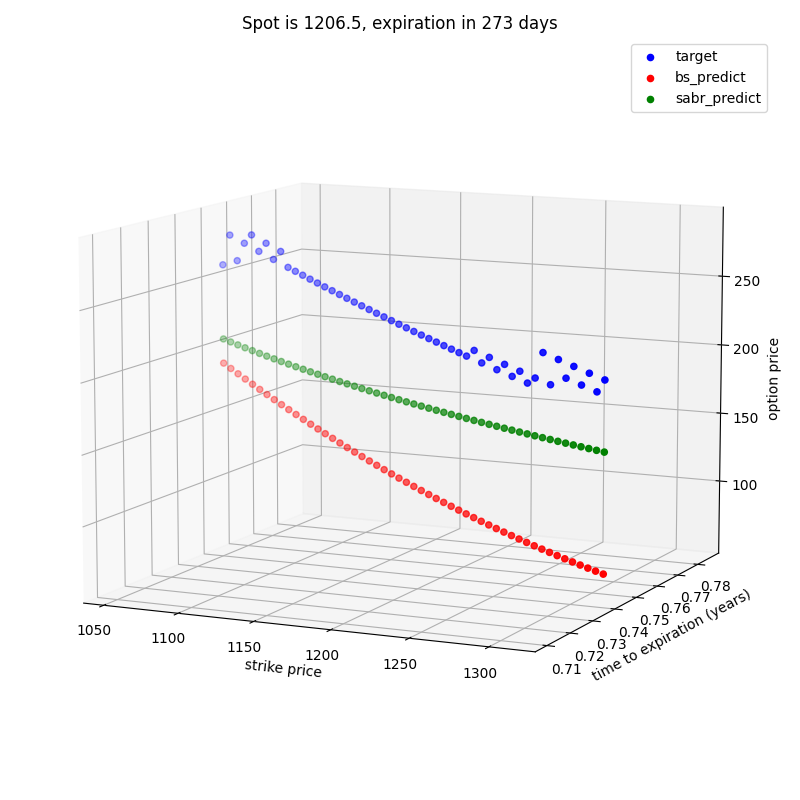 Spot is 1206.5, expiration in 273 days
target
bs_predict
sabr_predict
250
200
150
100
option price
1050
1100
1150
1200
1250
1300
strike price
0.71
0.72
0.73
0.74
0.75
0.76
0.77
0.78
time to expiration (years)